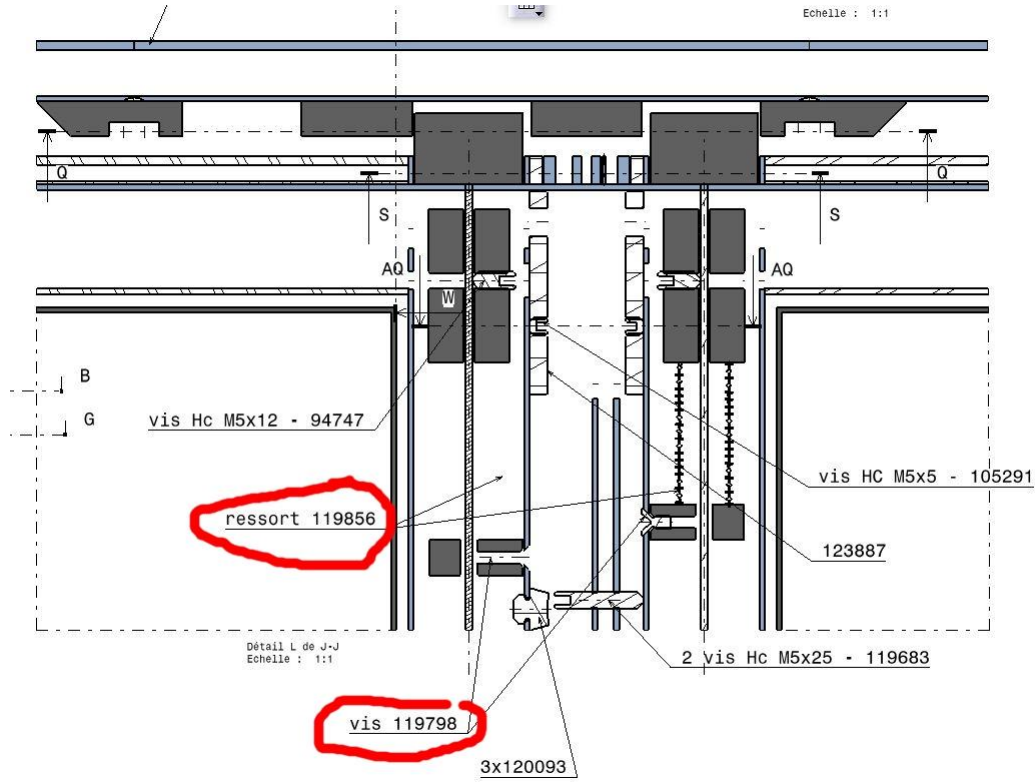 Echelle : 1:1
Q
Q
S
S
AQ
AQ
W
B
G
vis Hc M5x12 - 94747
vis HC M5x5 - 105291
ressort 119856
123887
Détail L de J-J
Echelle : 1:1
2 vis Hc M5x25 - 119683
vis 119798
3x120093